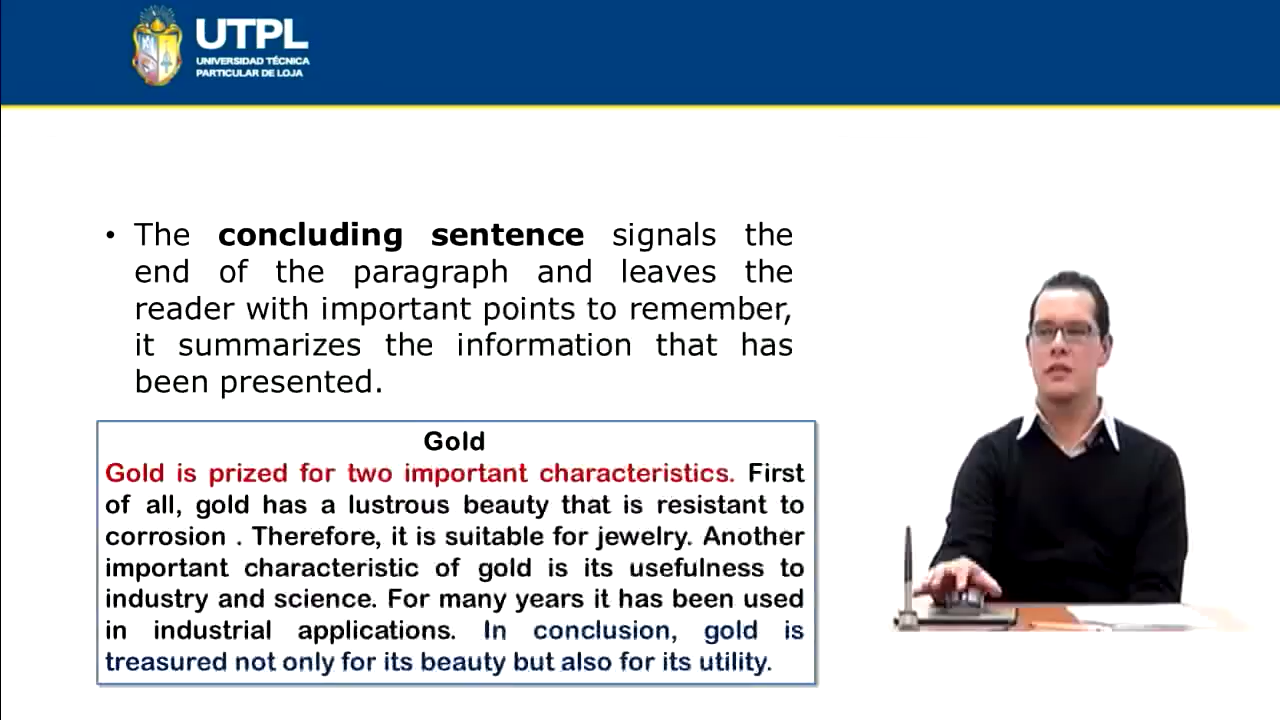 UTPL
UNIVERSIDAD TÉCNICA
PARTICULAR DE LOJA
• The concluding sentence signals the
end of the paragraph and leaves the
reader with important points to remember,
it summarizes the information that has
been presented.
Gold
Gold is prized for two important characteristics. First
of all, gold has a lustrous beauty that is resistant to
corrosion . Therefore, it is suitable for jewelry. Another
important characteristic of gold is its usefulness to
industry and science. For many years it has been used
in industrial applications. In conclusion, gold is
treasured not only for its beauty but also for its utility.